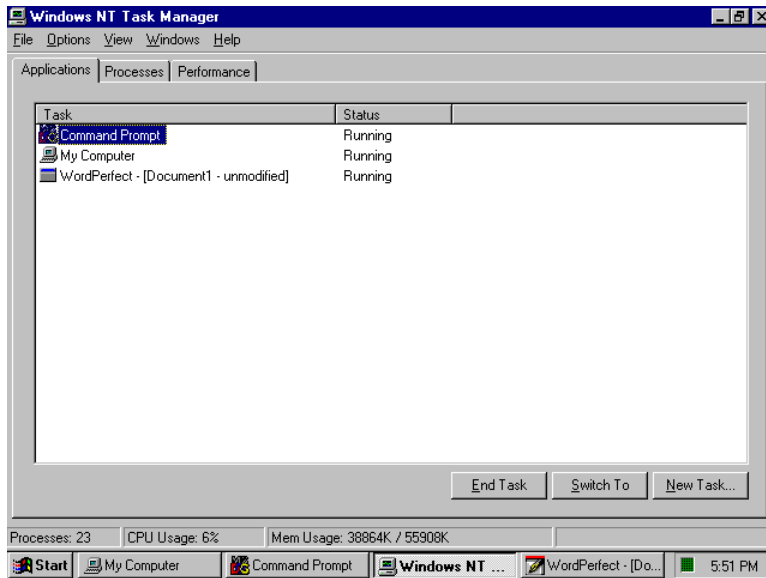 Windows NT Task Manager
File Options View Windows Help
Applications Processes Performance
Task Status
Command Prompt Running
My Computer Running
WordPerfect - [Document1 - unmodified] Running
End Task Switch To New Task...
Processes: 23 CPU Usage: 6% Mem Usage: 38864K / 55908K
Start My Computer Command Prompt Windows NT ... WordPerfect - [Do... 5:51 PM